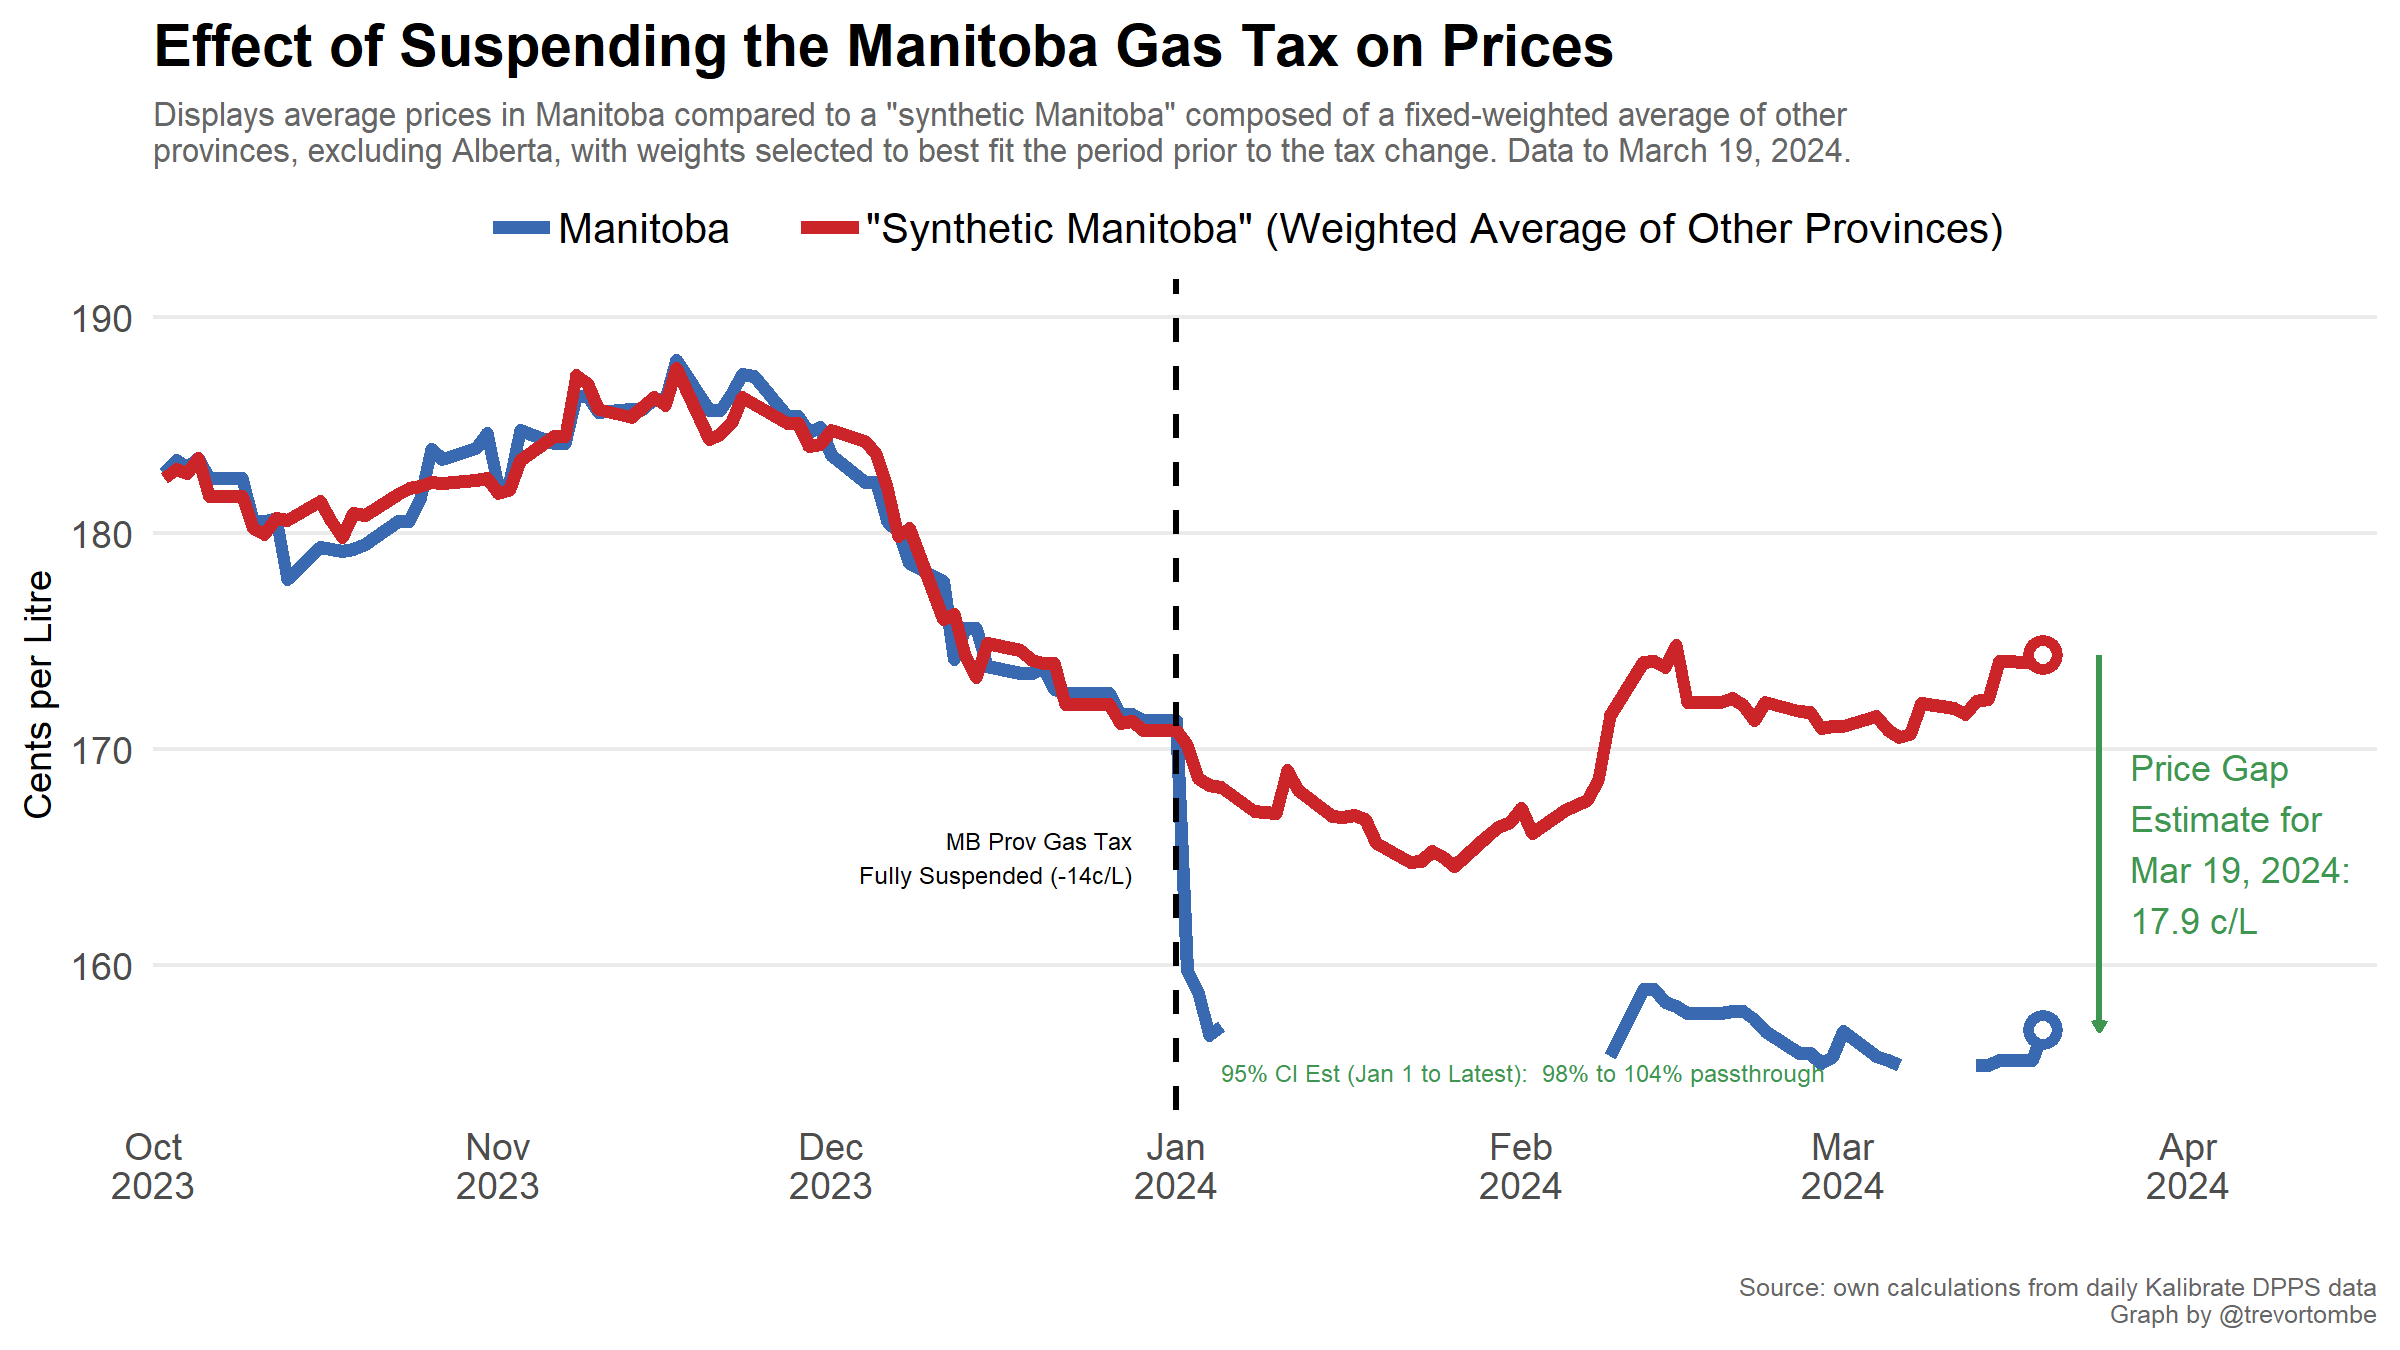 Effect of Suspending the Manitoba Gas Tax on Prices
Displays average prices in Manitoba compared to a "synthetic Manitoba" composed of a fixed-weighted average of other
provinces, excluding Alberta, with weights selected to best fit the period prior to the tax change. Data to March 19, 2024.
Manitoba
"Synthetic Manitoba" (Weighted Average of Other Provinces)
190
180
170
160
Cents per Litre
MB Prov Gas Tax
Fully Suspended (-14c/L)
Price Gap
Estimate for
Mar 19, 2024:
17.9 c/L
95% CI Est (Jan 1 to Latest):  98% to 104% passthrough
Oct
2023
Nov
2023
Dec
2023
Jan
2024
Feb
2024
Mar
2024
Apr
2024
Source: own calculations from daily Kalibrate DPPS data
Graph by @trevortombe